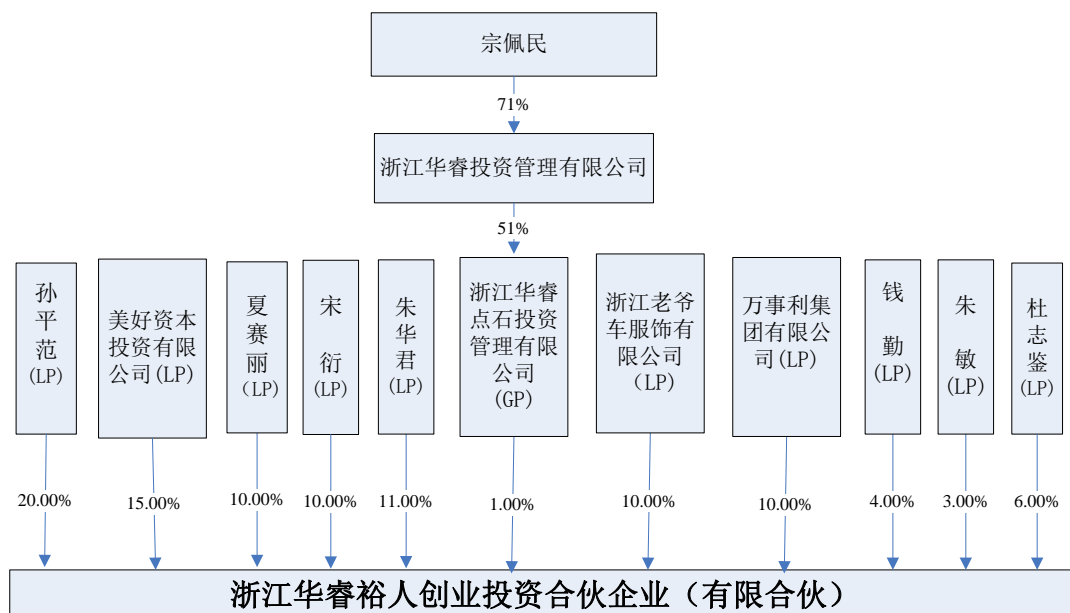 宗佩民
71%
浙江华睿投资管理有限公司
51%
孙
平
范
(LP)
美好资本
投资有限
公司(LP)
夏
赛
丽
（LP)
宋
衍
(LP)
朱
华
君
(LP)
浙江华睿
点石投资
管理有限
公司
(GP)
浙江老爷
车服饰有
限公司
（LP)
万事利集
团有限公
司(LP)
钱
勤
(LP)
朱
敏
(LP)
杜
志
鉴
(LP)
20.00%
15.00%
10.00%
10.00%
11.00%
1.00%
10.00%
10.00%
4.00%
3.00%
6.00%
浙江华睿裕人创业投资合伙企业（有限合伙）